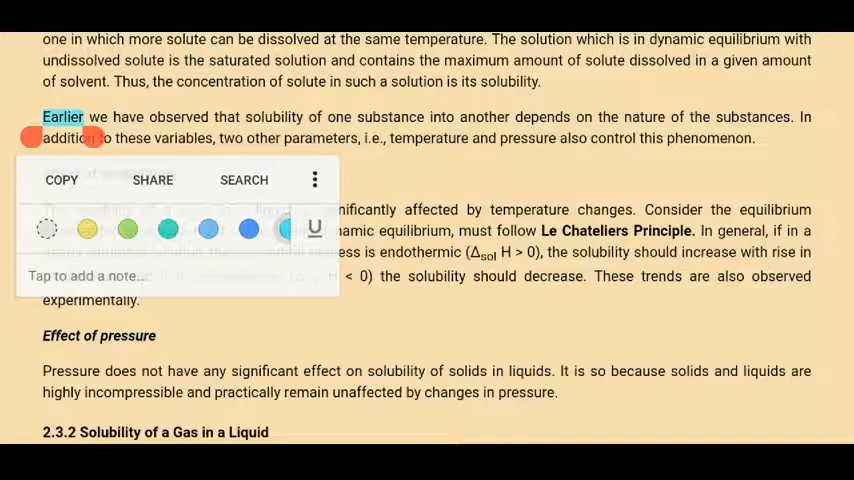 one in which more solute can be dissolved at the same temperature. The solution which is in dynamic equilibrium with
undissolved solute is the saturated solution and contains the maximum amount of solute dissolved in a given amount
of solvent. Thus, the concentration of solute in such a solution is its solubility.
Earlier we have observed that solubility of one substance into another depends on the nature of the substances. In
addition to these variables, two other parameters, i.e., temperature and pressure also control this phenomenon.
COPY SHARE SEARCH
nificantly affected by temperature changes. Consider the equilibrium
namic equilibrium, must follow Le Chateliers Principle. In general, if in a
U
ess is endothermic (Δsol H > 0), the solubility should increase with rise in
Tap to add a note...
< 0) the solubility should decrease. These trends are also observed
experimentally.
Effect of pressure
Pressure does not have any significant effect on solubility of solids in liquids. It is so because solids and liquids are
highly incompressible and practically remain unaffected by changes in pressure.
2.3.2 Solubility of a Gas in a Liquid